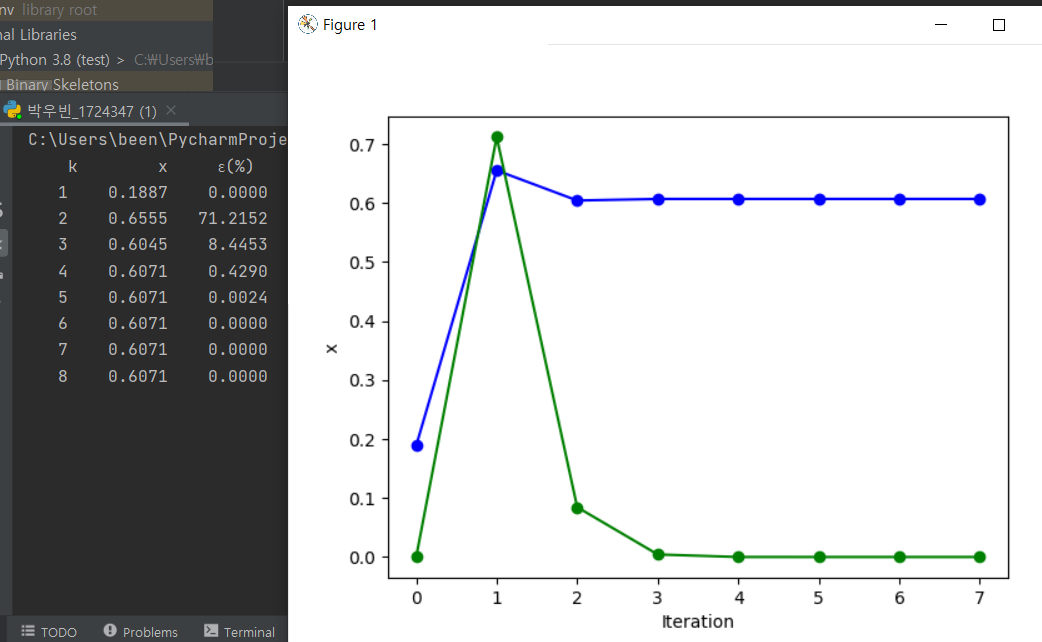 nv library root
nal Libraries
Python 3.8 (test) > C:₩Users₩b
Binary Skeletons
박우빈_1724347 (1)
C:\Users\been\PycharmProje
k x ε(%)
1 0.1887 0.0000
2 0.6555 71.2152
3 0.6045 8.4453
4 0.6071 0.4290
5 0.6071 0.0024
6 0.6071 0.0000
7 0.6071 0.0000
8 0.6071 0.0000
TODO Problems Terminal
Figure 1
0.7
0.6
0.5
0.4
0.3
0.2
0.1
0.0
x
0 1 2 3 4 5 6 7
Iteration